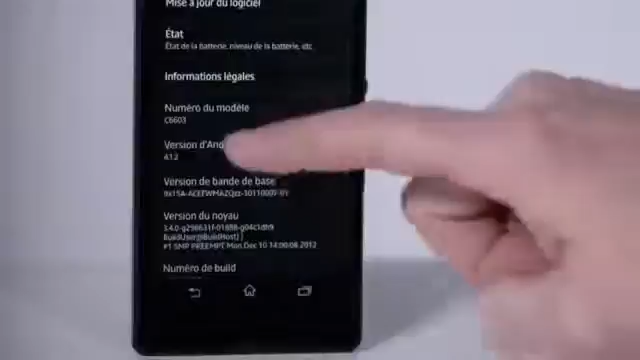 Mise à jour du logiciel
État
État de la batterie, niveau de la batterie, etc.
Informations légales
Numéro du modèle
C6603
Version d'And
4.1.2
Version de bande de base
Version du noyau
#1 SMP PREEMPT Mon Dec 10 14:00:08 2012
Numéro de build